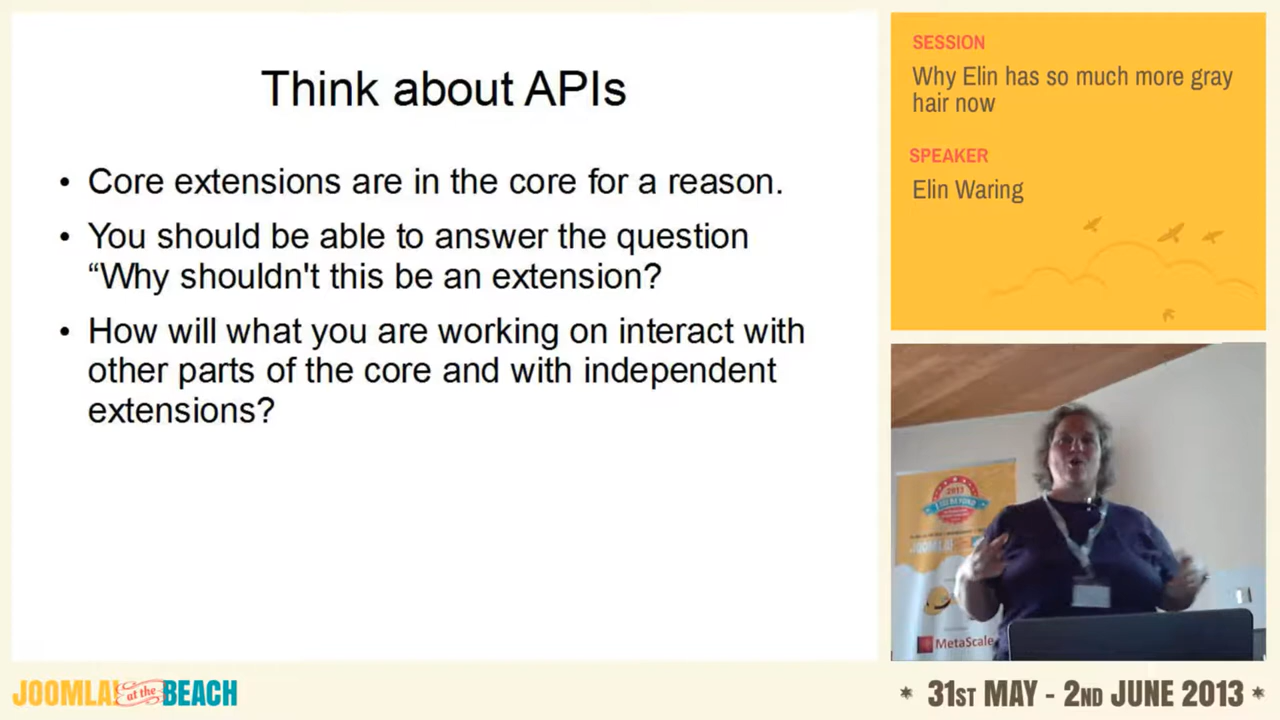 Think about APIs
• Core extensions are in the core for a reason.
• You should be able to answer the question
“Why shouldn't this be an extension?
• How will what you are working on interact with
other parts of the core and with independent
extensions?
SESSION
Why Elin has so much more gray
hair now
SPEAKER
Elin Waring
2013
JOOMLA!
MetaScale
JOOMLA! at the BEACH
* 31ST MAY - 2ND JUNE 2013 *